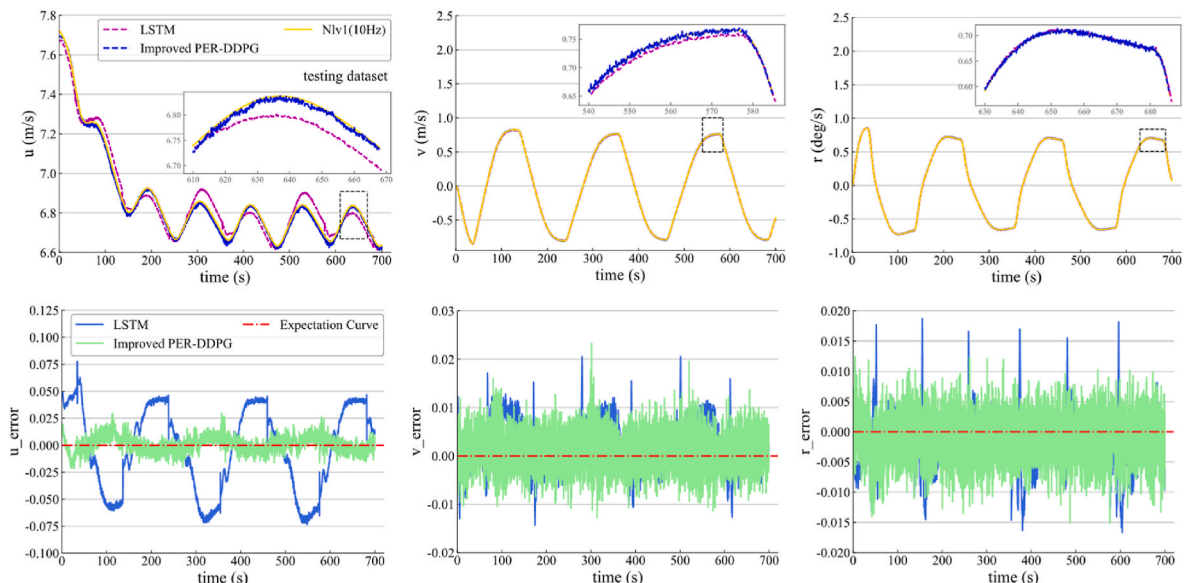 7.8
7.6
7.4
7.2
7.0
6.8
6.6
u (m/s)
LSTM
Improved PER-DDPG
Nlv1(10Hz)
testing dataset
6.80
6.75
6.70
610 620 630 640 650 660 670
0 100 200 300 400 500 600 700
time (s)
2.5
2.0
1.5
1.0
0.5
0.0
-0.5
v (m/s)
0.75
0.70
0.65
540 550 560 570 580
0 100 200 300 400 500 600 700
time (s)
2.5
2.0
1.5
1.0
0.5
0.0
-0.5
-1.0
r (deg/s)
0.70
0.60
630 640 650 660 670 680
0 100 200 300 400 500 600 700
time (s)
0.125
0.100
0.075
0.050
0.025
0.000
-0.025
-0.050
-0.075
-0.100
u_error
LSTM
Improved PER-DDPG
Expectation Curve
0 100 200 300 400 500 600 700
time (s)
0.03
0.02
0.01
0.00
-0.01
-0.02
v_error
0 100 200 300 400 500 600 700
time (s)
0.020
0.015
0.010
0.005
0.000
-0.005
-0.010
-0.015
-0.020
r_error
0 100 200 300 400 500 600 700
time (s)